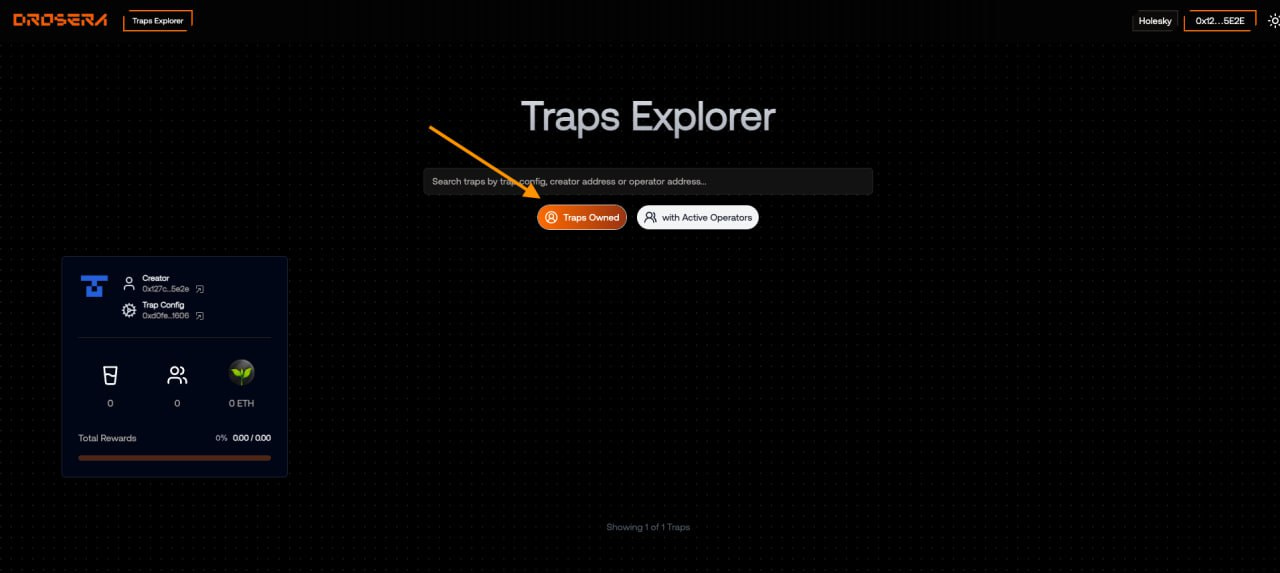 DROSERA
Traps Explorer
Holesky
0x12...5E2E
Traps Explorer
Search traps by trap config, creator address or operator address...
Traps Owned
with Active Operators
Creator
0x127c...5e2e
Trap Config
0xd0fe...1606
0
0
0 ETH
Total Rewards
0% 0.00 / 0.00
Showing 1 of 1 Traps